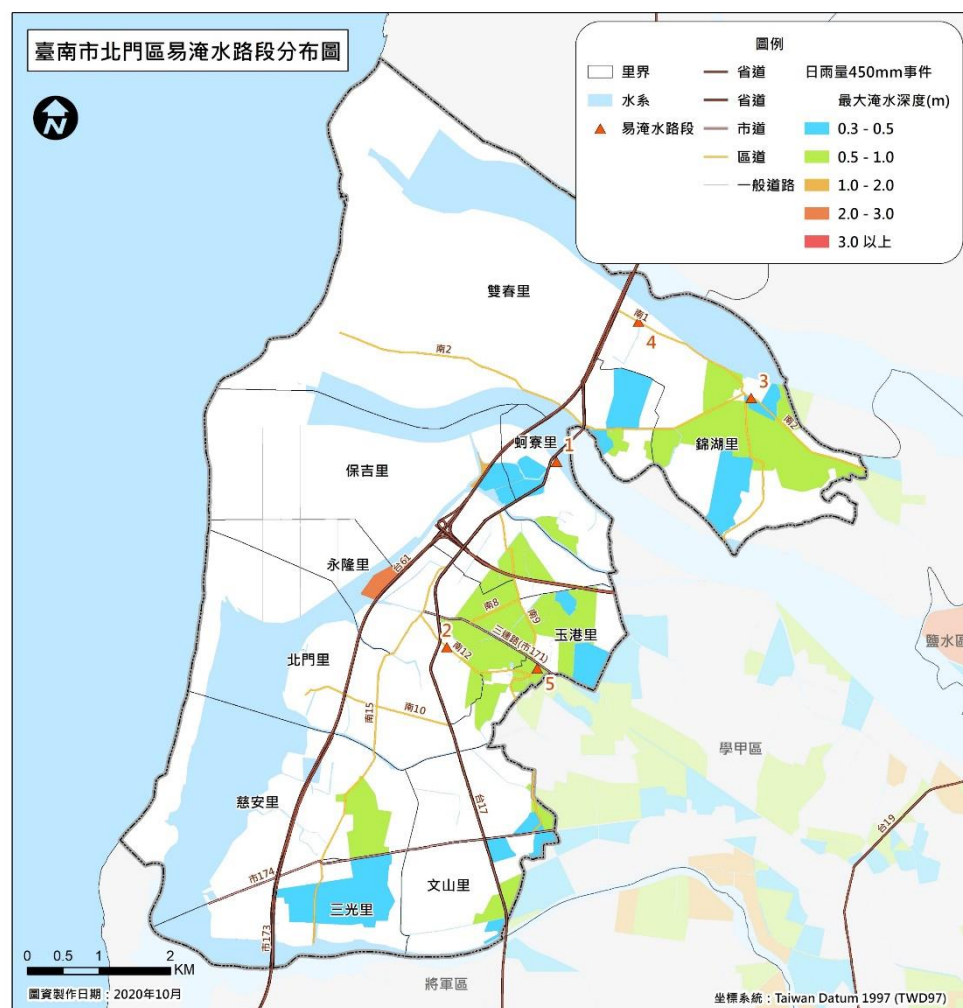 臺南市北門區易淹水路段分布圖
N
圖例
里界
水系
易淹水路段
省道
省道
市道
區道
一般道路
日雨量450mm事件
最大淹水深度(m)
0.3 - 0.5
0.5 - 1.0
1.0 - 2.0
2.0 - 3.0
3.0 以上
雙春里
南1
4
南2
3
蚵寮里
1
錦湖里
南2
保吉里
永隆里
台61
南8
南9
玉港里
三連路(市171)
2
南12
5
北門里
鹽水區
南10
南15
學甲區
慈安里
台17
台19
市174
文山里
三光里
市173
將軍區
0 0.5 1 2
KM
圖資製作日期：2020年10月
坐標系統：Taiwan Datum 1997 (TWD97)